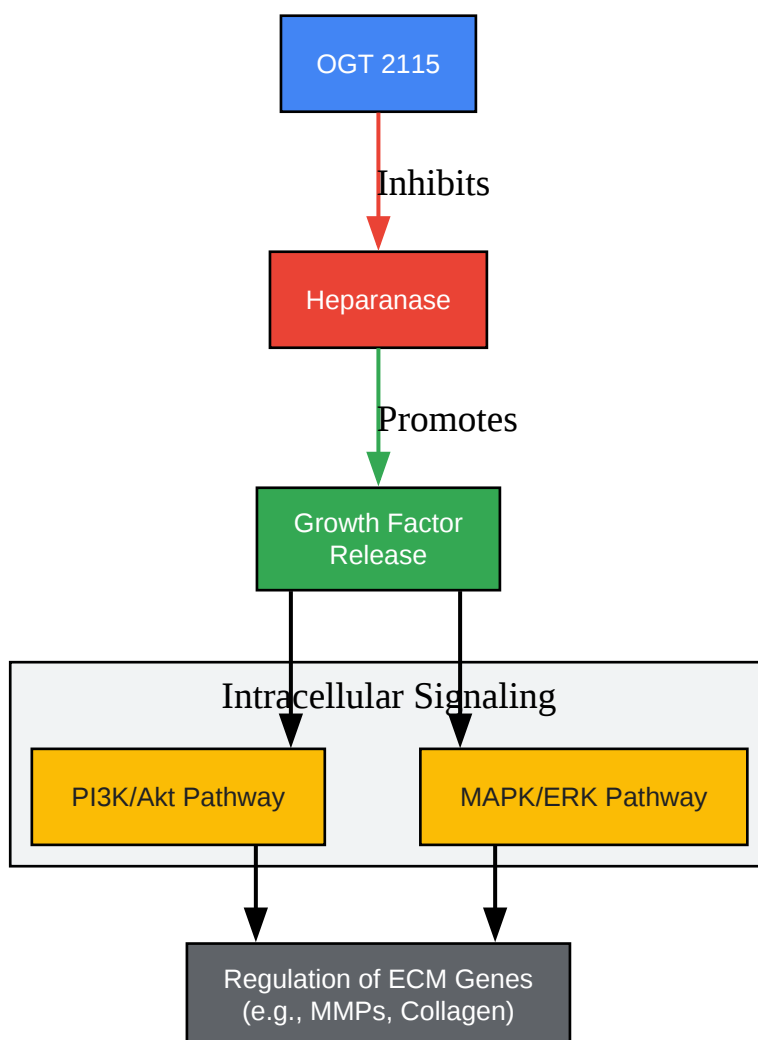 OGT 2115
Inhibits
Heparanase
Promotes
Growth Factor
Release
Intracellular Signaling
PI3K/Akt Pathway
MAPK/ERK Pathway
Regulation of ECM Genes
(e.g., MMPs, Collagen)